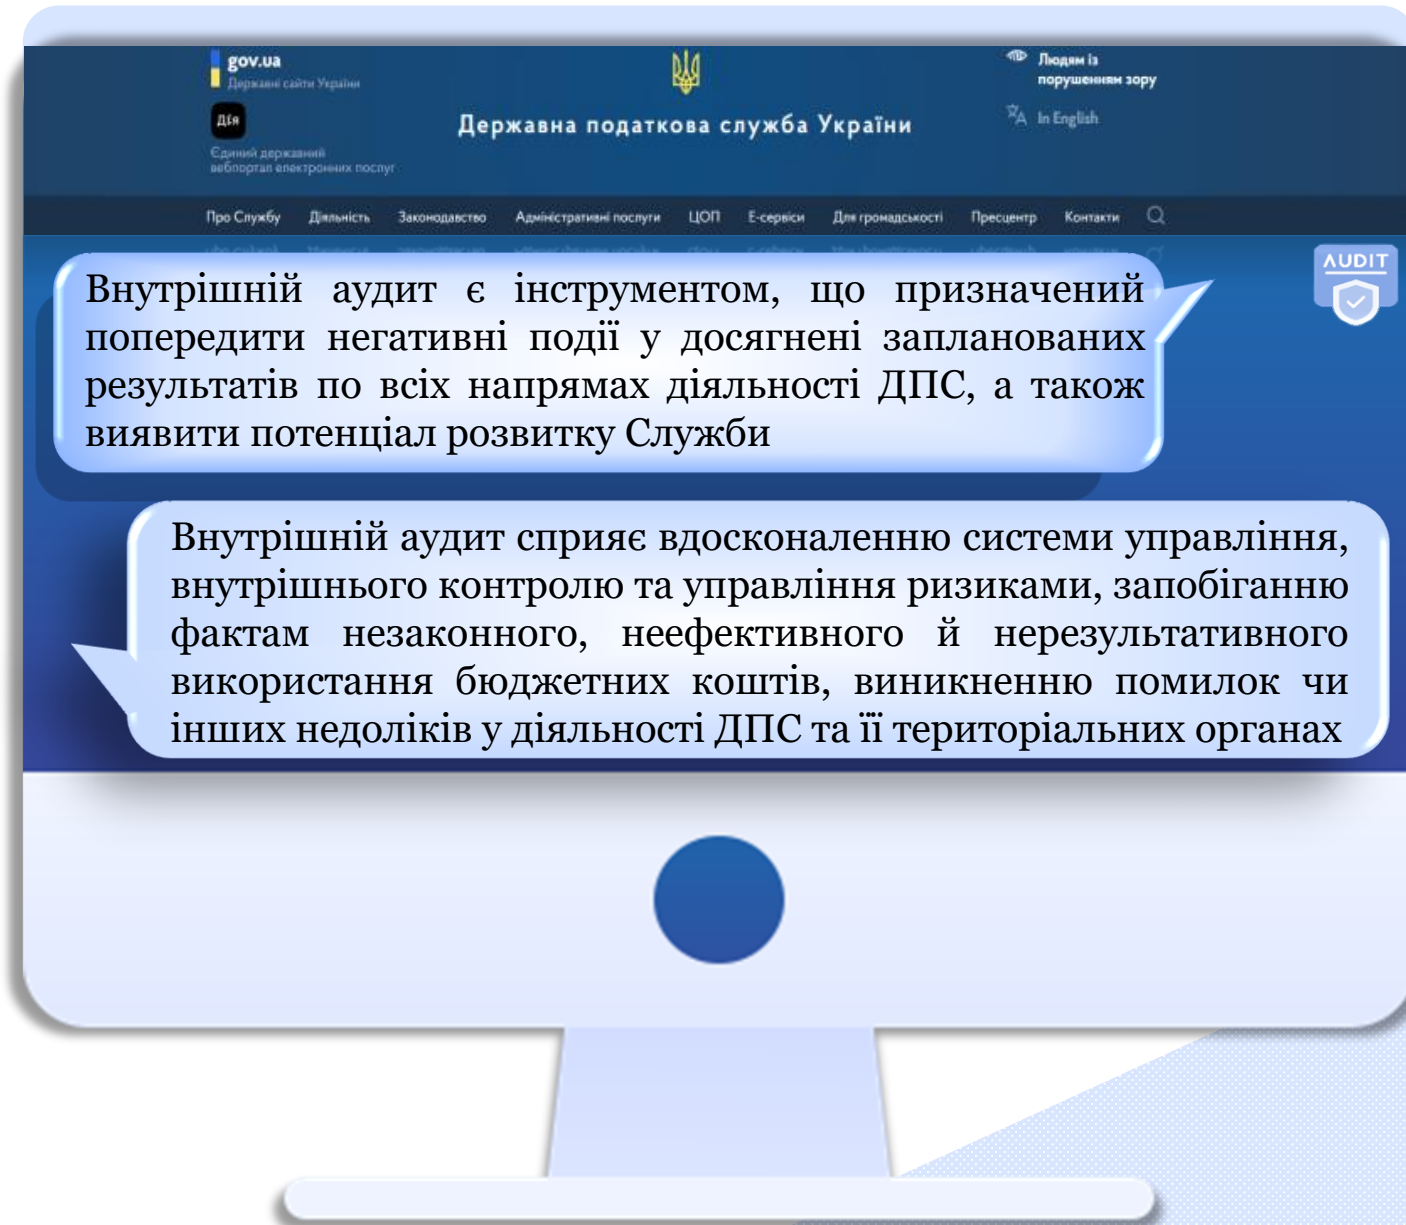 gov.ua
Державні сайти України
Дія
Єдиний державний
вебпортал електронних послуг
Державна податкова служба України
Людям із
порушенням зору
In English
Про Службу Діяльність Законодавство Адміністративні послуги ЦОП Е-сервіси Для громадськості Пресцентр Контакти
AUDIT
Внутрішній аудит є інструментом, що призначений
попередити негативні події у досягнені запланованих
результатів по всіх напрямах діяльності ДПС, а також
виявити потенціал розвитку Служби
Внутрішній аудит сприяє вдосконаленню системи управління,
внутрішнього контролю та управління ризиками, запобіганню
фактам незаконного, неефективного й нерезультативного
використання бюджетних коштів, виникненню помилок чи
інших недоліків у діяльності ДПС та її територіальних органах